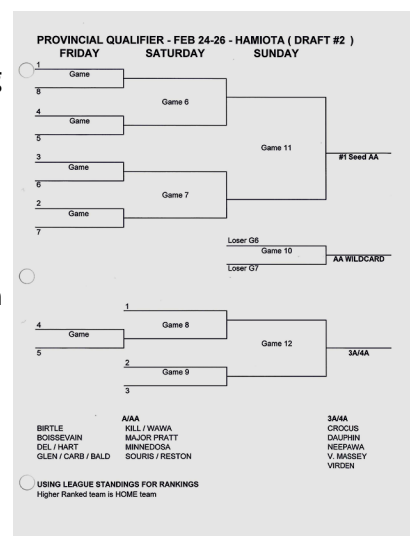 PROVINCIAL QUALIFIER - FEB 24-26 - HAMIOTA ( DRAFT #2 )
FRIDAY SATURDAY SUNDAY
1
Game
8
Game 6
4
Game
5
Game 11
#1 Seed AA
3
Game
6
Game 7
2
Game
7
Loser G6
Game 10
AA WILDCARD
Loser G7
1
4
Game 8
Game
5
Game 12
3A/4A
2
Game 9
3
A/AA 3A/4A
BIRTLE KILL / WAWA CROCUS
BOISSEVAIN MAJOR PRATT DAUPHIN
DEL / HART MINNEDOSA NEEPAWA
GLEN / CARB / BALD SOURIS / RESTON V. MASSEY
VIRDEN
USING LEAGUE STANDINGS FOR RANKINGS
Higher Ranked team is HOME team